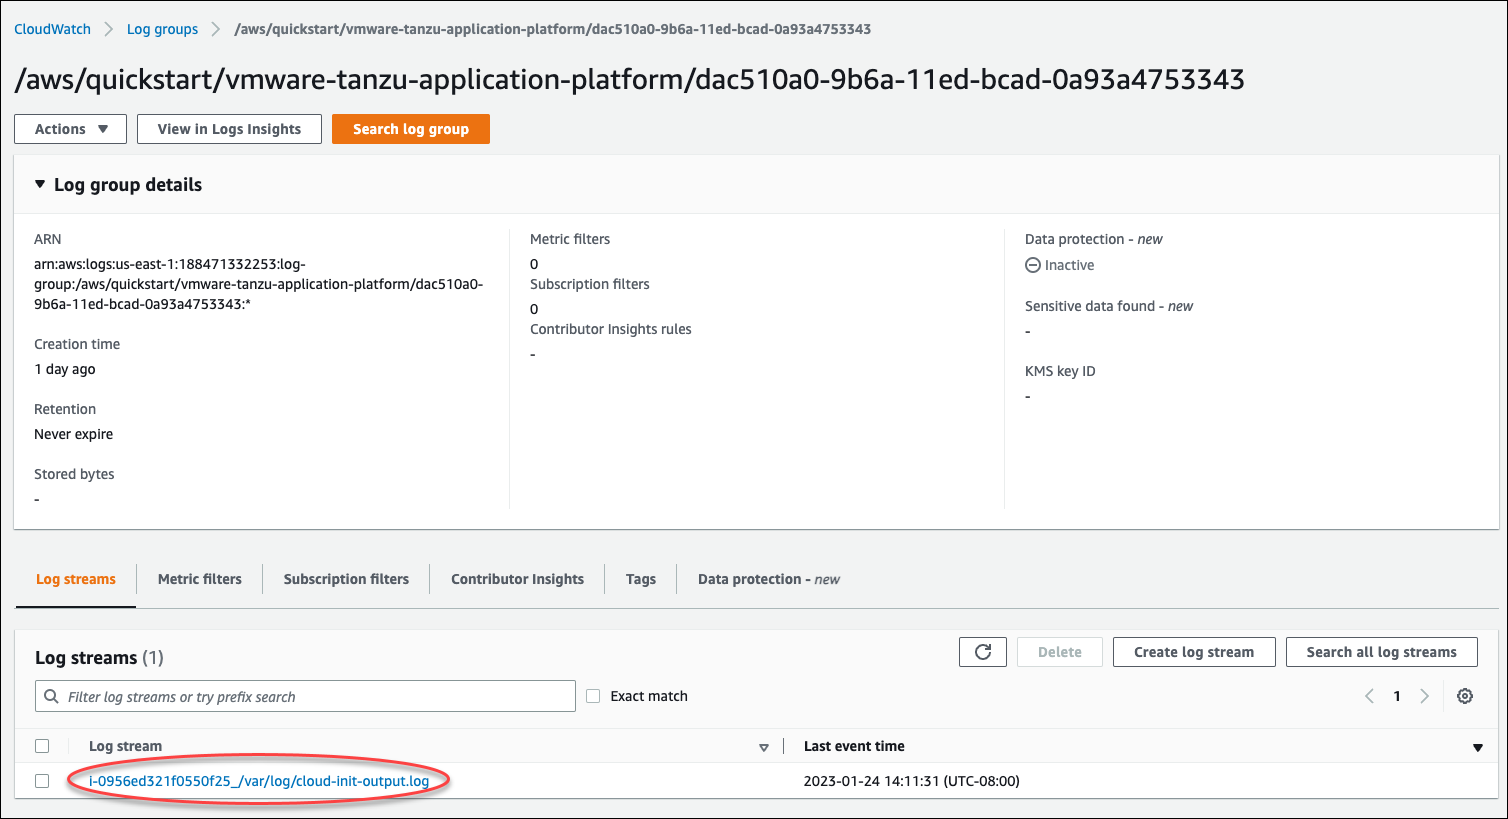 CloudWatch Log groups /aws/quickstart/vmware-tanzu-application-platform/dac510a0-9b6a-11ed-bcad-0a93a4753343
/aws/quickstart/vmware-tanzu-application-platform/dac510a0-9b6a-11ed-bcad-0a93a4753343
Actions View in Logs Insights Search log group
Log group details
ARN
arn:aws:logs:us-east-1:188471332253:log-
group:/aws/quickstart/vmware-tanzu-application-platform/dac510a0-
9b6a-11ed-bcad-0a93a4753343:*
Creation time
1 day ago
Retention
Never expire
Stored bytes
-
Metric filters
0
Subscription filters
0
Contributor Insights rules
-
Data protection - new
Inactive
Sensitive data found - new
-
KMS key ID
-
Log streams Metric filters Subscription filters Contributor Insights Tags Data protection - new
Log streams (1) Delete Create log stream Search all log streams
Filter log streams or try prefix search Exact match 1
Log stream Last event time
i-0956ed321f0550f25_/var/log/cloud-init-output.log 2023-01-24 14:11:31 (UTC-08:00)